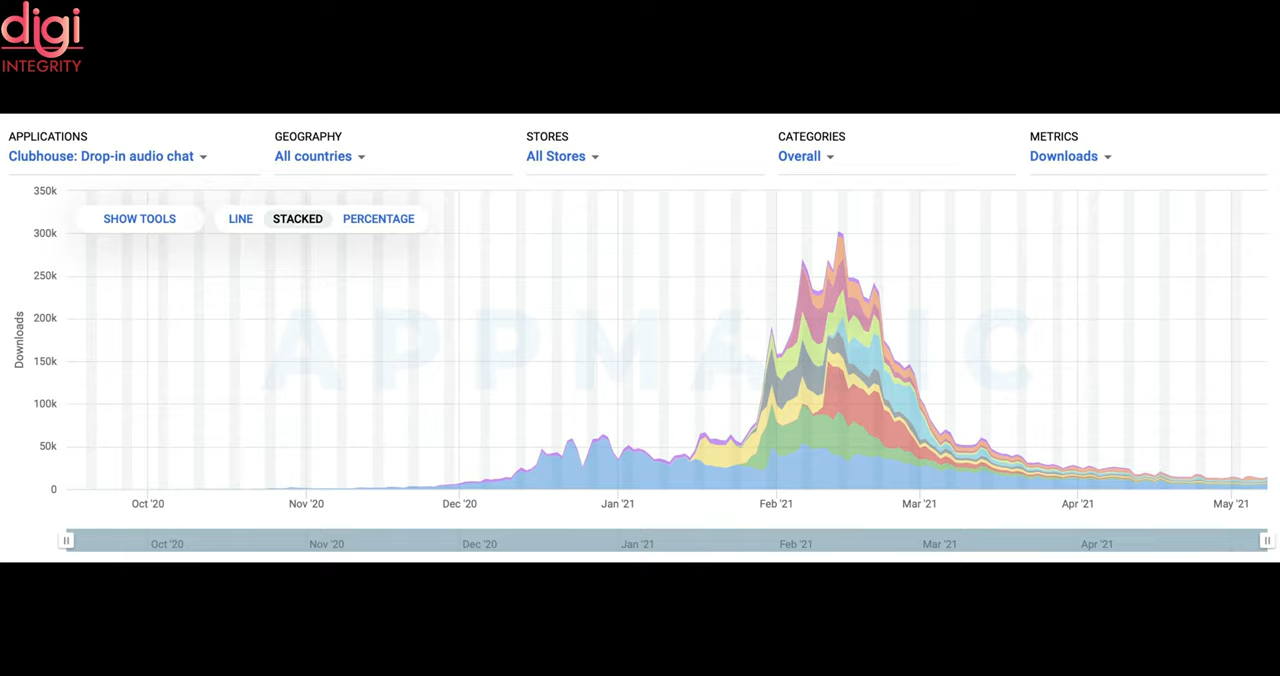 digi
INTEGRITY
APPLICATIONS GEOGRAPHY STORES CATEGORIES METRICS
Clubhouse: Drop-in audio chat All countries All Stores Overall Downloads
350k
SHOW TOOLS LINE STACKED PERCENTAGE
300k
250k
200k
150k
100k
50k
0
Downloads
APPMAGIC
Oct '20 Nov '20 Dec '20 Jan '21 Feb '21 Mar '21 Apr '21 May '21
Oct '20 Nov '20 Dec '20 Jan '21 Feb '21 Mar '21 Apr '21